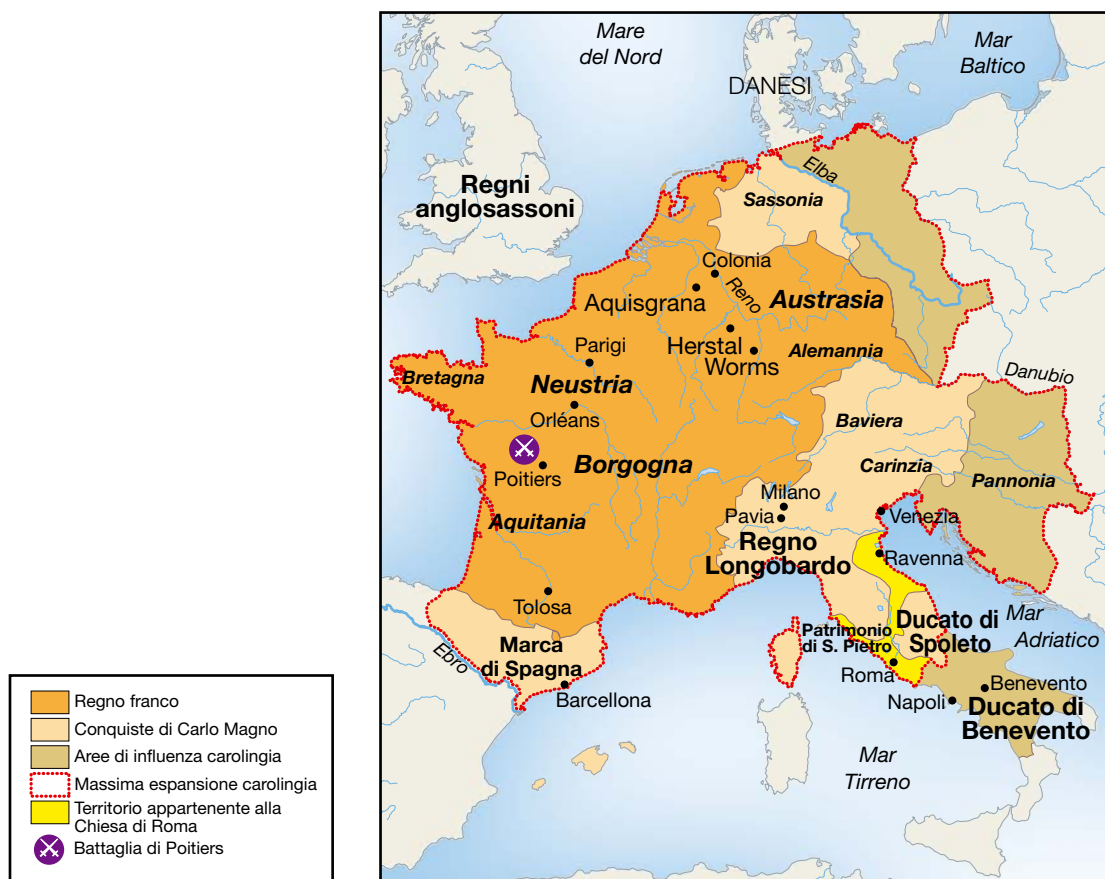 Mare
del Nord
Mar
Baltico
DANESI
Elba
Regni
anglosassoni
Sassonia
Colonia
Reno
Aquisgrana
Austrasia
Herstal
Parigi
Alemannia
Worms
Bretagna
Neustria
Danubio
Orléans
Baviera
Borgogna
Carinzia
Poitiers
Pannonia
Milano
Pavia
Venezia
Aquitania
Regno
Longobardo
Ravenna
Tolosa
Mar
Adriatico
Ducato di
Spoleto
Patrimonio
di S. Pietro
Marca
di Spagna
Ebro
Roma
Barcellona
Benevento
Napoli
Ducato di
Benevento
Mar
Tirreno
Regno franco
Conquiste di Carlo Magno
Aree di influenza carolingia
Massima espansione carolingia
Territorio appartenente alla
Chiesa di Roma
Battaglia di Poitiers